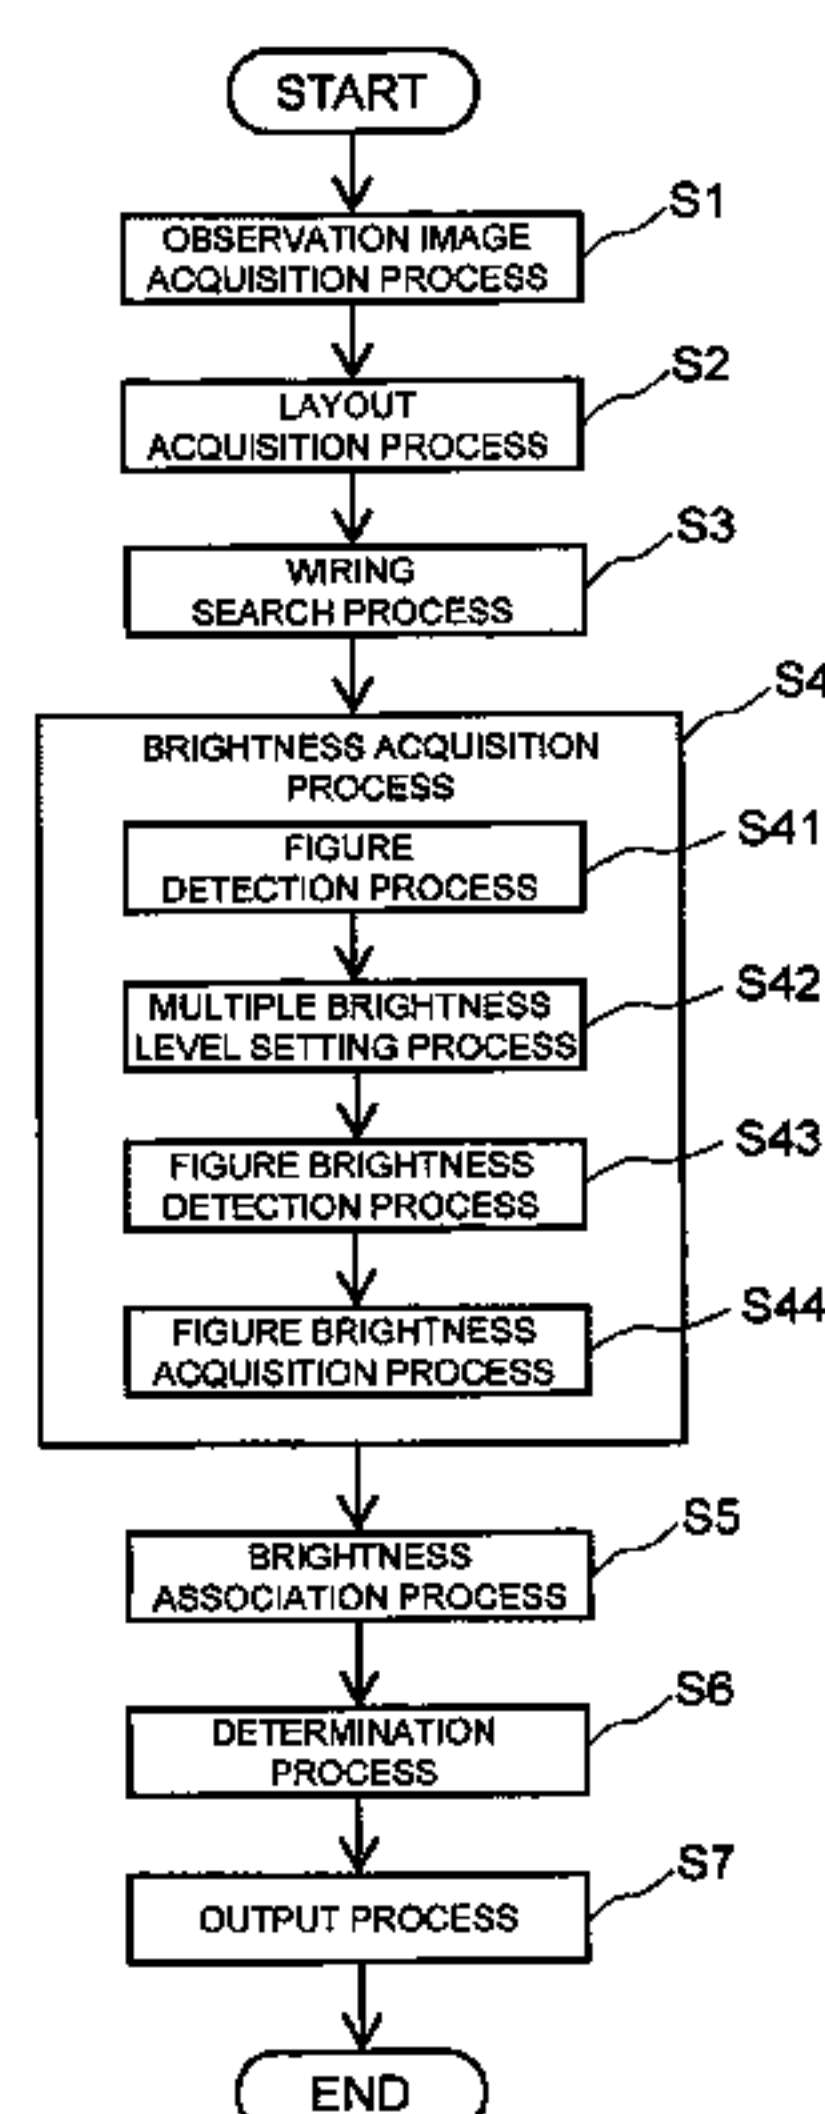 START
S1
OBSERVATION IMAGE
ACQUISITION PROCESS
S2
LAYOUT
ACQUISITION PROCESS
S3
WIRING
SEARCH PROCESS
S4
BRIGHTNESS ACQUISITION
PROCESS
S41
FIGURE
DETECTION PROCESS
S42
MULTIPLE BRIGHTNESS
LEVEL SETTING PROCESS
S43
FIGURE BRIGHTNESS
DETECTION PROCESS
S44
FIGURE BRIGHTNESS
ACQUISITION PROCESS
S5
BRIGHTNESS
ASSOCIATION PROCESS
S6
DETERMINATION
PROCESS
S7
OUTPUT PROCESS
END